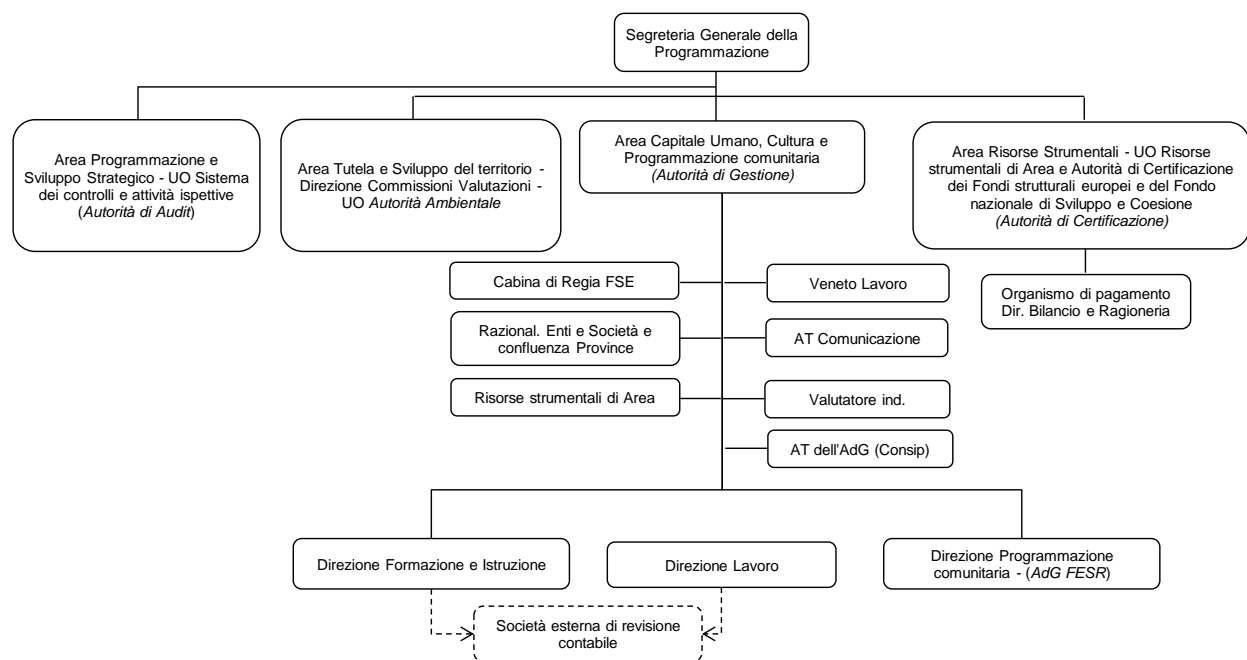 Segreteria Generale della
Programmazione
Area Programmazione e
Sviluppo Strategico - UO Sistema
dei controlli e attività ispettive
(Autorità di Audit)
Area Tutela e Sviluppo del territorio -
Direzione Commissioni Valutazioni -
UO Autorità Ambientale
Area Capitale Umano, Cultura e
Programmazione comunitaria
(Autorità di Gestione)
Area Risorse Strumentali - UO Risorse
strumentali di Area e Autorità di Certificazione
dei Fondi strutturali europei e del Fondo
nazionale di Sviluppo e Coesione
(Autorità di Certificazione)
Cabina di Regia FSE
Veneto Lavoro
Organismo di pagamento
Dir. Bilancio e Ragioneria
Razional. Enti e Società e
confluenza Province
AT Comunicazione
Risorse strumentali di Area
Valutatore ind.
AT dell'AdG (Consip)
Direzione Formazione e Istruzione
Direzione Lavoro
Direzione Programmazione
comunitaria - (AdG FESR)
Società esterna di revisione
contabile